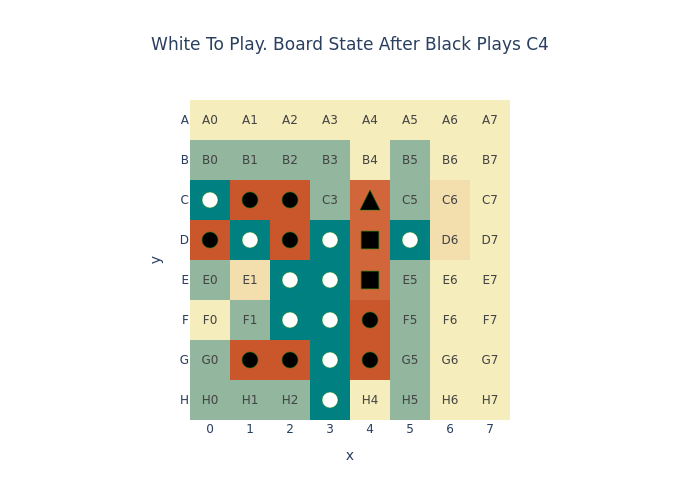 White To Play. Board State After Black Plays C4
A A0 A1 A2 A3 A4 A5 A6 A7
B B0 B1 B2 B3 B4 B5 B6 B7
C C3 C5 C6 C7
D D6 D7
y
E E0 E1 E5 E6 E7
F F0 F1 F5 F6 F7
G G0 G5 G6 G7
H H0 H1 H2 H4 H5 H6 H7
0 1 2 3 4 5 6 7
x